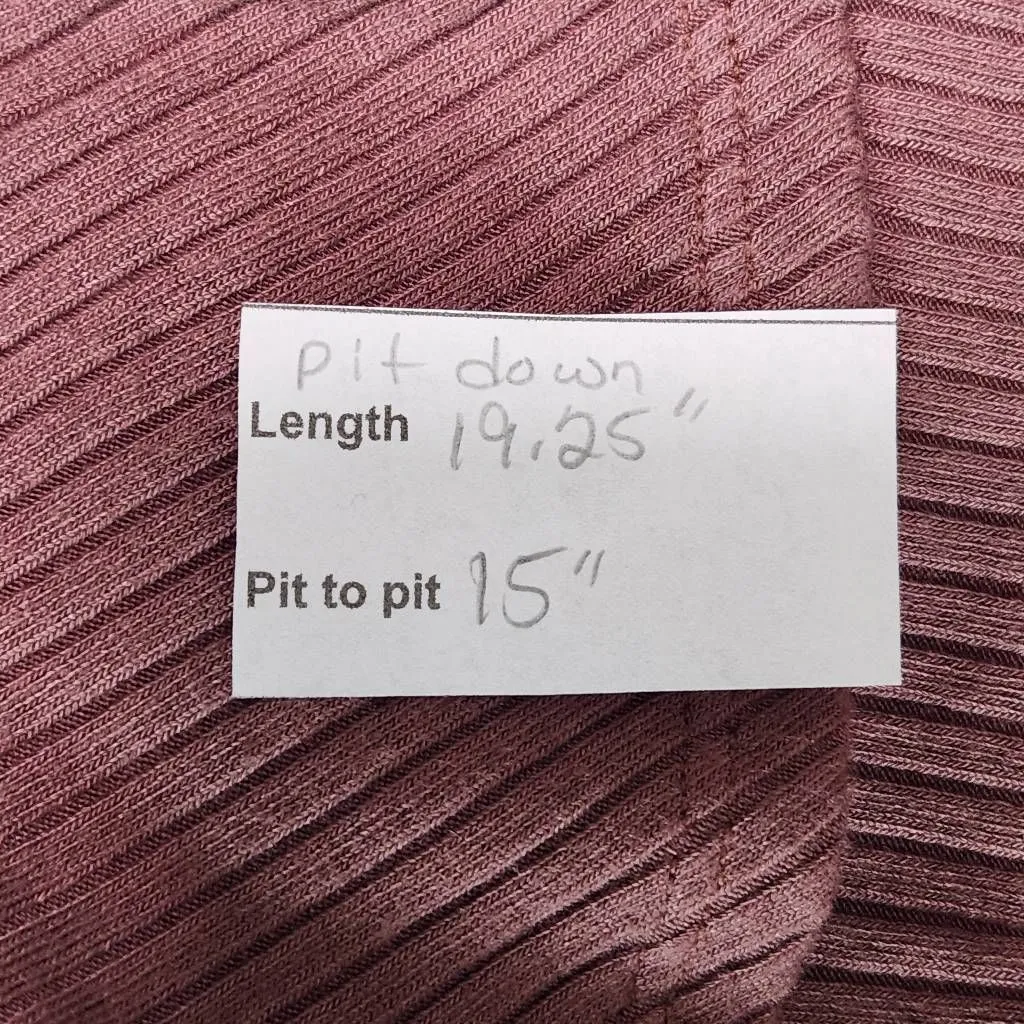 pit down
Length 19.25"
Pit to pit 15"